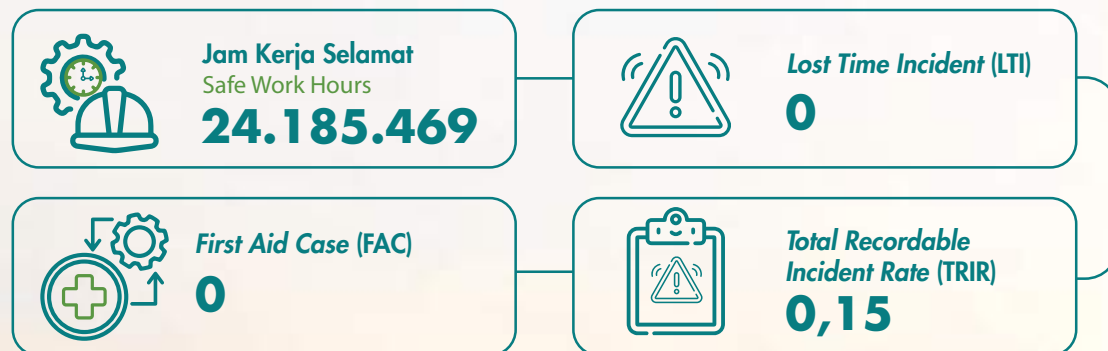 Jam Kerja Selamat
Safe Work Hours
24.185.469
Lost Time Incident (LTI)
0
First Aid Case (FAC)
0
Total Recordable
Incident Rate (TRIR)
0,15